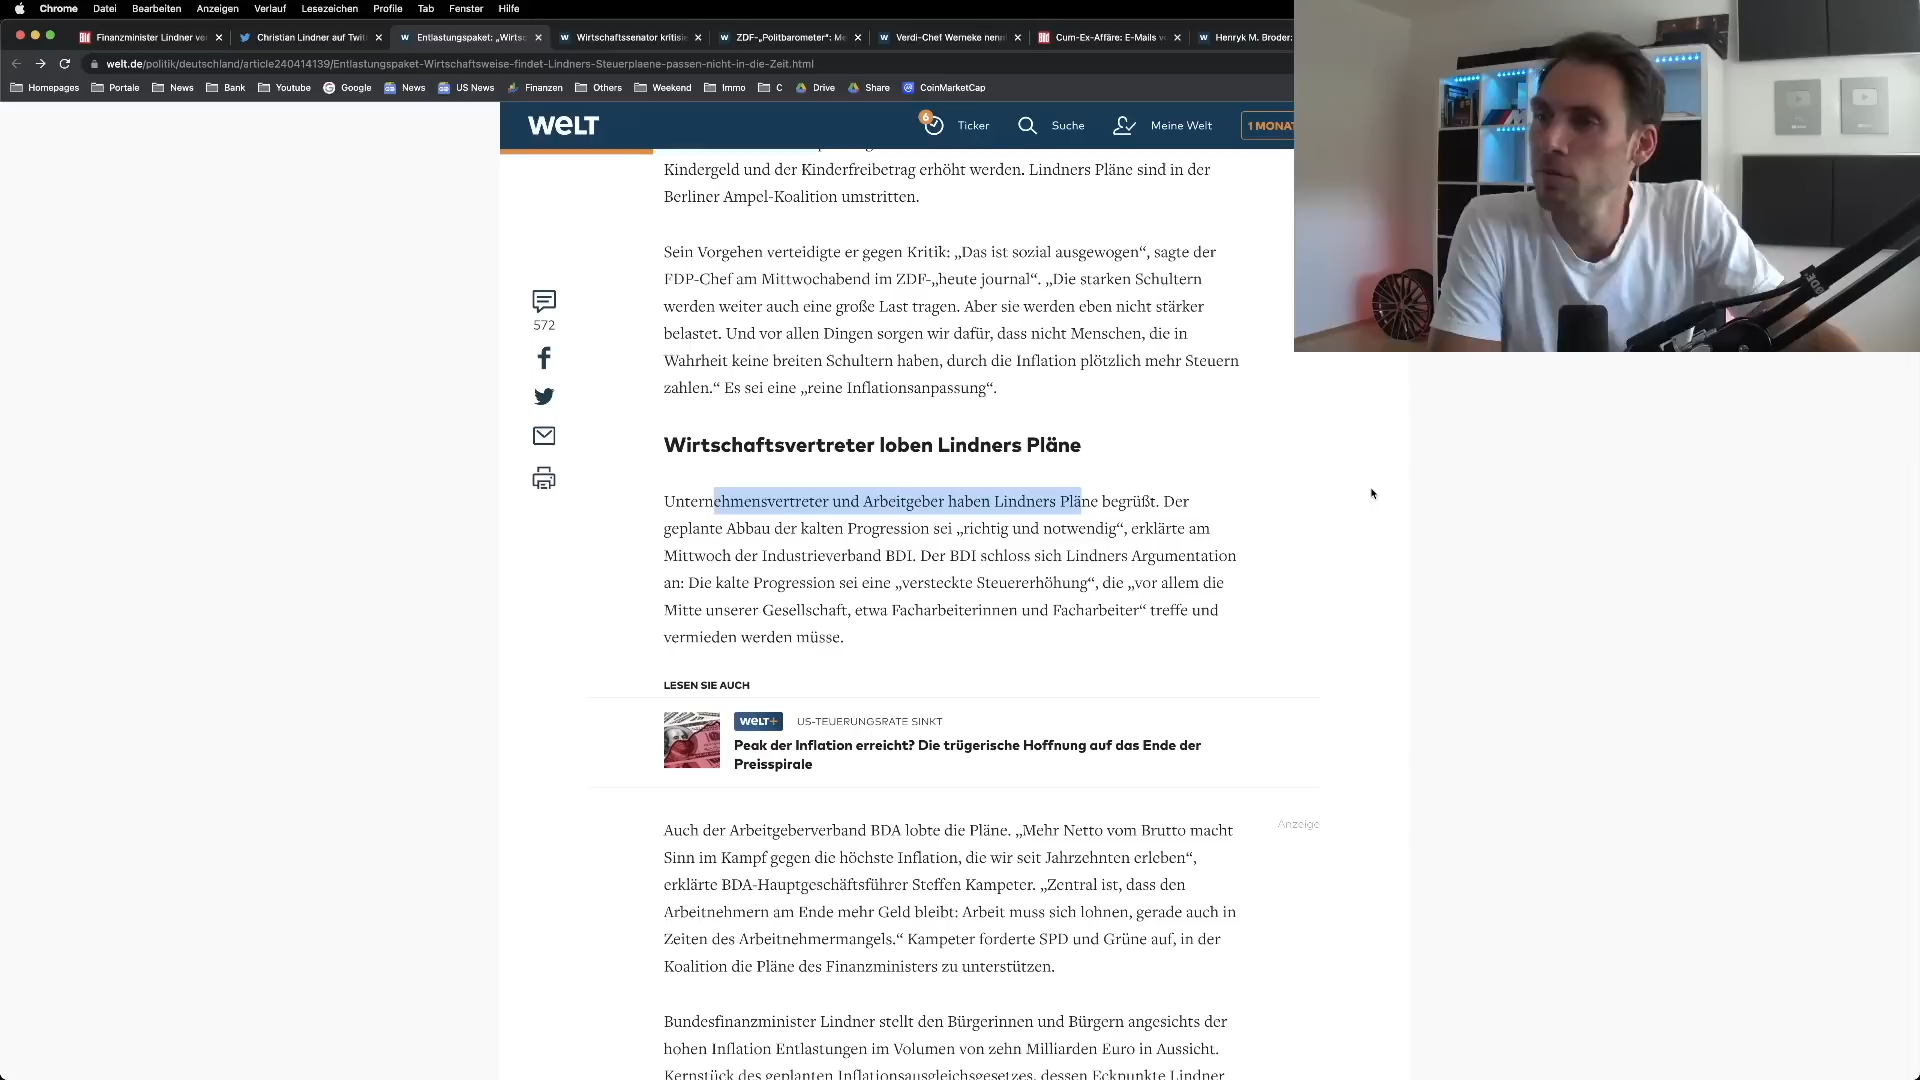 Chrome Datei Bearbeiten Anzeigen Verlauf Lesezeichen Profile Tab Fenster Hilfe
Finanzminister Lindner ver
Christian Lindner auf Twit
Entlastungspaket: „Wirts
Wirtschaftssenator kritisie
ZDF-„Politbarometer“: Me
Verdi-Chef Werneke nenn
Cum-Ex-Affäre: E-Mails v
Henryk M. Broder:
welt.de/politik/deutschland/article240414139/Entlastungspaket-Wirtschaftsweise-findet-Lindners-Steuerplaene-passen-nicht-in-die-Zeit.html
Homepages Portale News Bank Youtube Google News US News Finanzen Others Weekend Immo C Drive Share CoinMarketCap
WELT
6 Ticker Suche Meine Welt 1 MONAT
Kindergeld und der Kinderfreibetrag erhöht werden. Lindners Pläne sind in der
Berliner Ampel-Koalition umstritten.
Sein Vorgehen verteidigte er gegen Kritik: „Das ist sozial ausgewogen“, sagte der
FDP-Chef am Mittwochabend im ZDF-„heute journal“. „Die starken Schultern
werden weiter auch eine große Last tragen. Aber sie werden eben nicht stärker
belastet. Und vor allen Dingen sorgen wir dafür, dass nicht Menschen, die in
Wahrheit keine breiten Schultern haben, durch die Inflation plötzlich mehr Steuern
zahlen.“ Es sei eine „reine Inflationsanpassung“.
572
Wirtschaftsvertreter loben Lindners Pläne
Unternehmensvertreter und Arbeitgeber haben Lindners Pläne begrüßt. Der
geplante Abbau der kalten Progression sei „richtig und notwendig“, erklärte am
Mittwoch der Industrieverband BDI. Der BDI schloss sich Lindners Argumentation
an: Die kalte Progression sei eine „versteckte Steuererhöhung“, die „vor allem die
Mitte unserer Gesellschaft, etwa Facharbeiterinnen und Facharbeiter“ treffe und
vermieden werden müsse.
LESEN SIE AUCH
WELT+ US-TEUERUNGSRATE SINKT
Peak der Inflation erreicht? Die trügerische Hoffnung auf das Ende der
Preisspirale
Anzeige
Auch der Arbeitgeberverband BDA lobte die Pläne. „Mehr Netto vom Brutto macht
Sinn im Kampf gegen die höchste Inflation, die wir seit Jahrzehnten erleben“,
erklärte BDA-Hauptgeschäftsführer Steffen Kampeter. „Zentral ist, dass den
Arbeitnehmern am Ende mehr Geld bleibt: Arbeit muss sich lohnen, gerade auch in
Zeiten des Arbeitnehmermangels.“ Kampeter forderte SPD und Grüne auf, in der
Koalition die Pläne des Finanzministers zu unterstützen.
Bundesfinanzminister Lindner stellt den Bürgerinnen und Bürgern angesichts der
hohen Inflation Entlastungen im Volumen von zehn Milliarden Euro in Aussicht.
Kernstück des geplanten Inflationsausgleichsgesetzes, dessen Eckpunkte Lindner